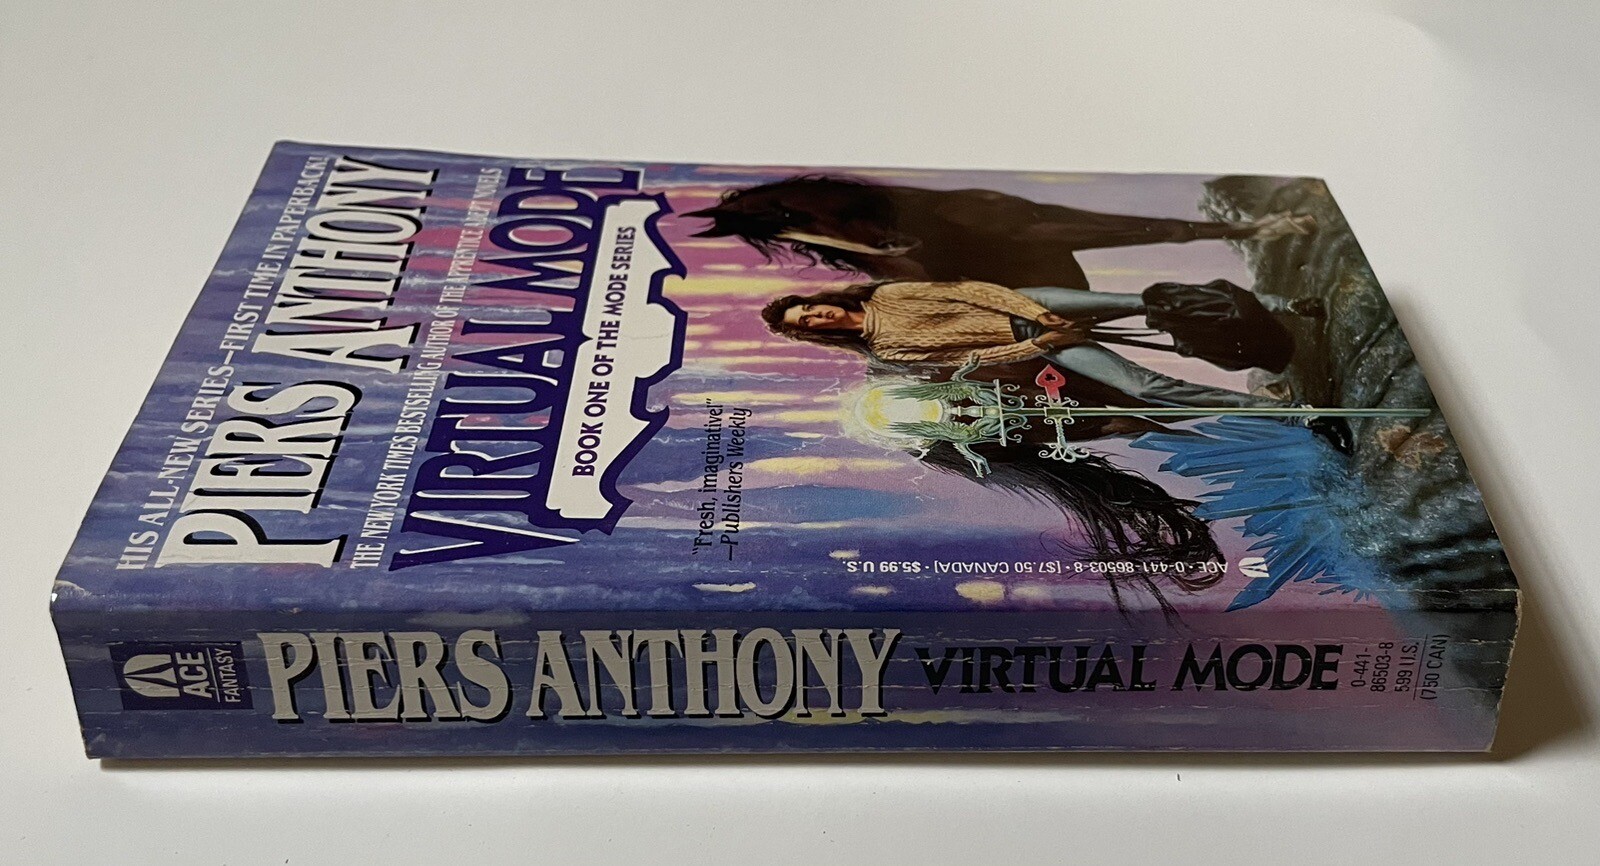 HIS ALL-NEW SERIES—FIRST TIME IN PAPERBACK!
PIERS ANTHONY
THE NEW YORK TIMES BESTSELLING AUTHOR OF THE APPRENTICE ADEPT NOVELS
VIRTUAL MODE
BOOK ONE OF THE MODE SERIES
"Fresh, imaginative!"
—Publishers Weekly
ACE • 0-441-86503-8 • [$7.50 CANADA] • $5.99 U.S.
ACE
FANTASY
PIERS ANTHONY
VIRTUAL MODE
0-441-
86503-8
599 U.S.
(750 CAN)